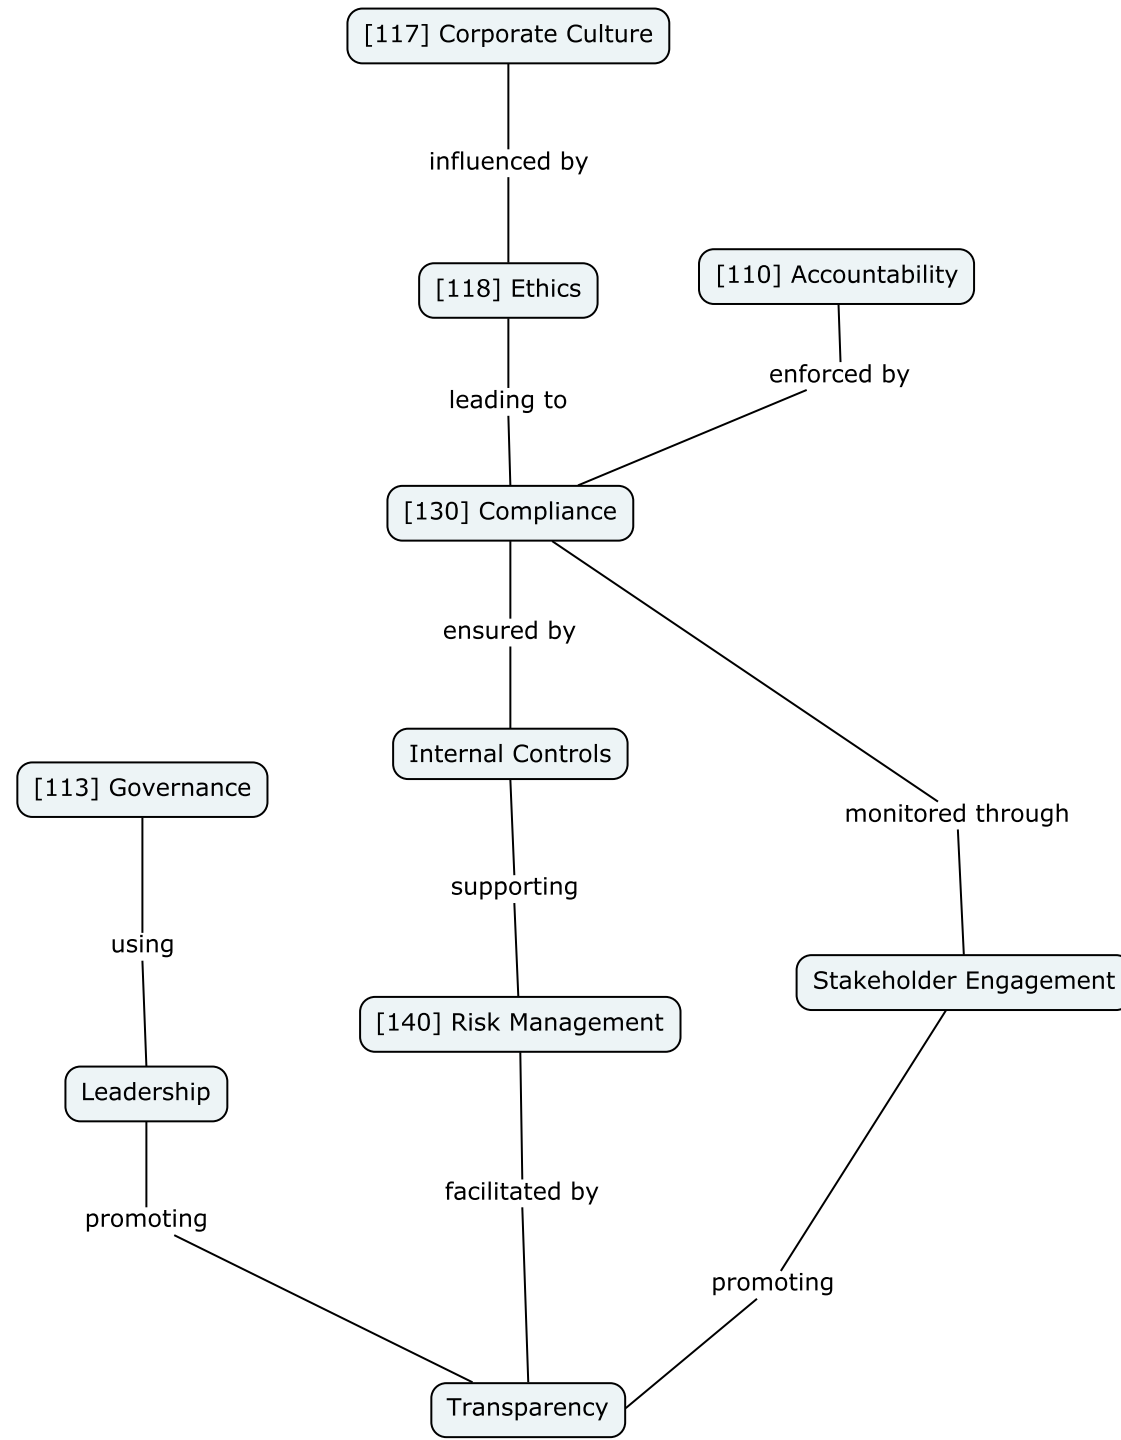 [117] Corporate Culture
influenced by
[118] Ethics
[110] Accountability
enforced by
leading to
[130] Compliance
ensured by
Internal Controls
[113] Governance
monitored through
supporting
using
Stakeholder Engagement
[140] Risk Management
Leadership
facilitated by
promoting
promoting
Transparency